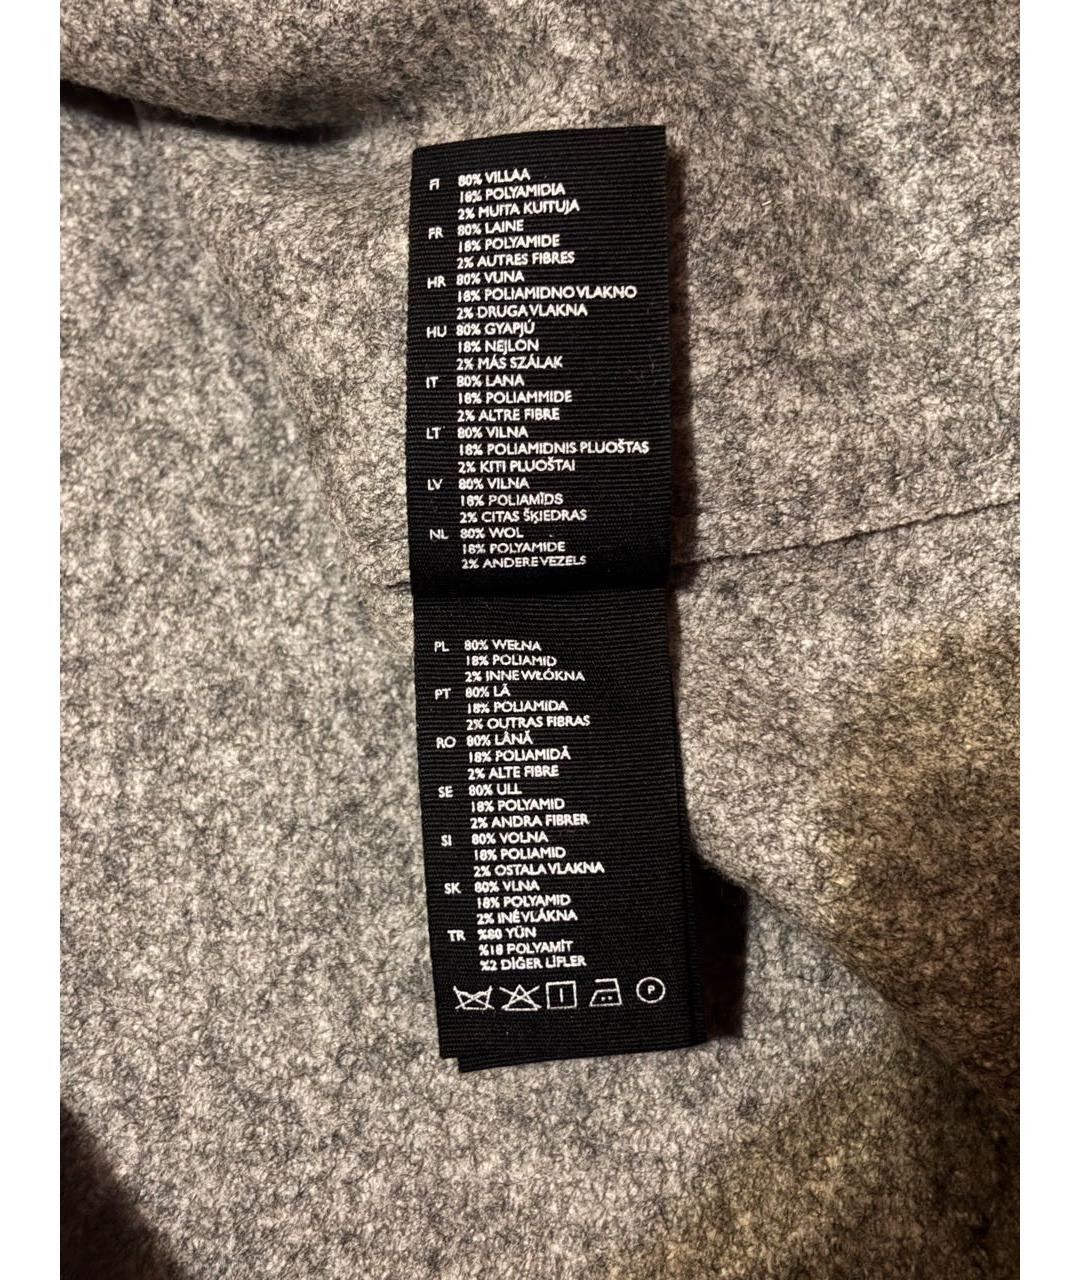 FI 80% VILLAA
18% POLYAMIDIA
2% MUITA KUITUJA
FR 80% LAINE
18% POLYAMIDE
2% AUTRES FIBRES
HR 80% VUNA
18% POLIAMIDNO VLAKNO
2% DRUGA VLAKNA
HU 80% GYAPJÚ
18% NEJLON
2% MÁS SZÁLAK
IT 80% LANA
18% POLIAMMIDE
2% ALTRE FIBRE
LT 80% VILNA
18% POLIAMIDNIS PLUOŠTAS
2% KITI PLUOŠTAI
LV 80% VILNA
18% POLIAMĪDS
2% CITAS ŠĶIEDRAS
NL 80% WOL
18% POLYAMIDE
2% ANDERE VEZELS
PL 80% WEŁNA
18% POLIAMID
2% INNE WŁÓKNA
PT 80% LÃ
18% POLIAMIDA
2% OUTRAS FIBRAS
RO 80% LÂNĂ
18% POLIAMIDĂ
2% ALTE FIBRE
SE 80% ULL
18% POLYAMID
2% ANDRA FIBRER
SI 80% VOLNA
18% POLIAMID
2% OSTALA VLAKNA
SK 80% VLNA
18% POLYAMID
2% INÉ VLÁKNA
TR %80 YÜN
%18 POLYAMİT
%2 DİĞER LİFLER
P